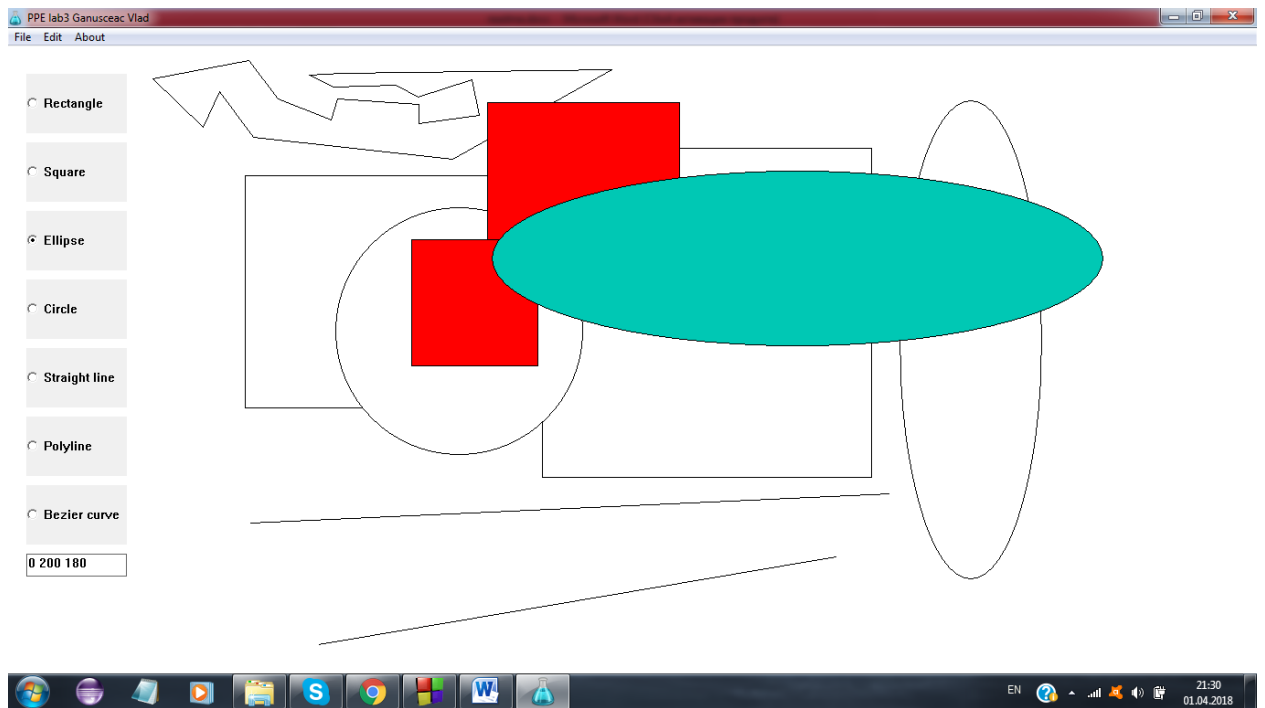 PPE lab3 Ganusceac Vlad
File Edit About
Rectangle
Square
Ellipse
Circle
Straight line
Polyline
Bezier curve
0 200 180
EN
21:30
01.04.2018